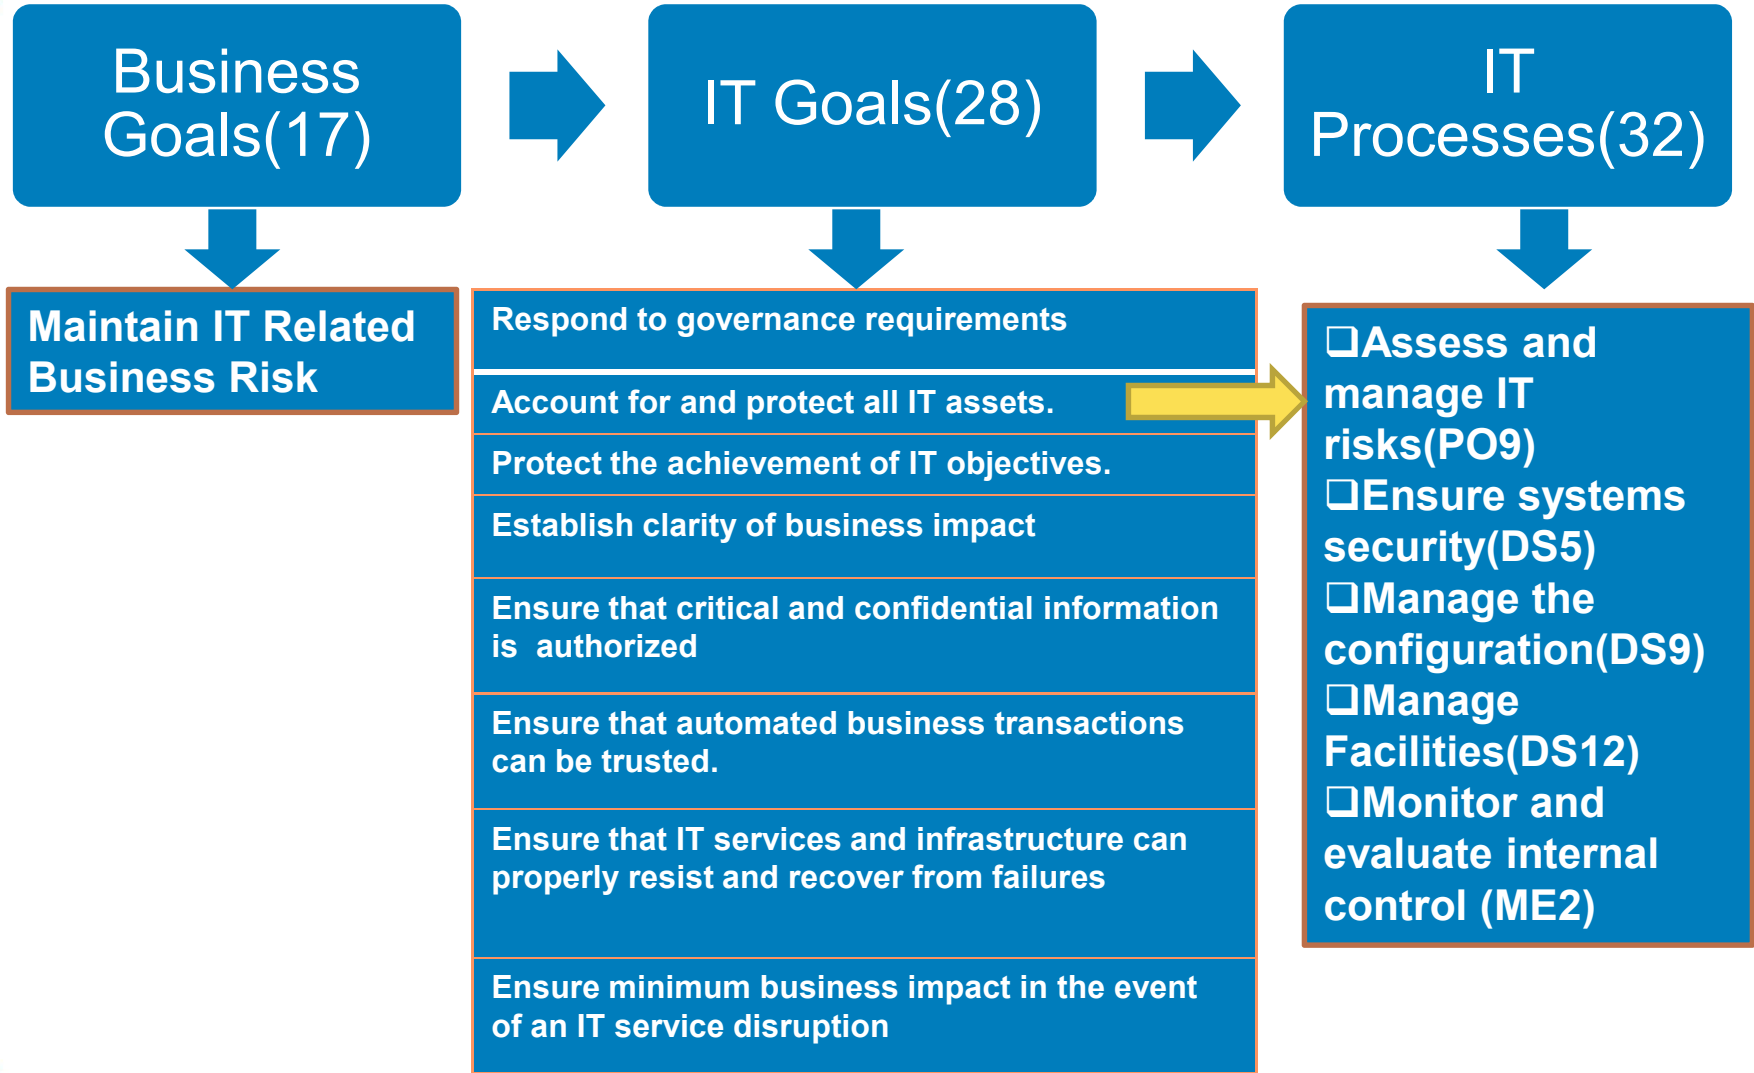 Business
Goals(17)
IT Goals(28)
IT
Processes(32)
Maintain IT Related
Business Risk
Respond to governance requirements
Account for and protect all IT assets.
Protect the achievement of IT objectives.
Establish clarity of business impact
Ensure that critical and confidential information
is  authorized
Ensure that automated business transactions
can be trusted.
Ensure that IT services and infrastructure can
properly resist and recover from failures
Ensure minimum business impact in the event
of an IT service disruption
❑Assess and
manage IT
risks(PO9)
❑Ensure systems
security(DS5)
❑Manage the
configuration(DS9)
❑Manage
Facilities(DS12)
❑Monitor and
evaluate internal
control (ME2)